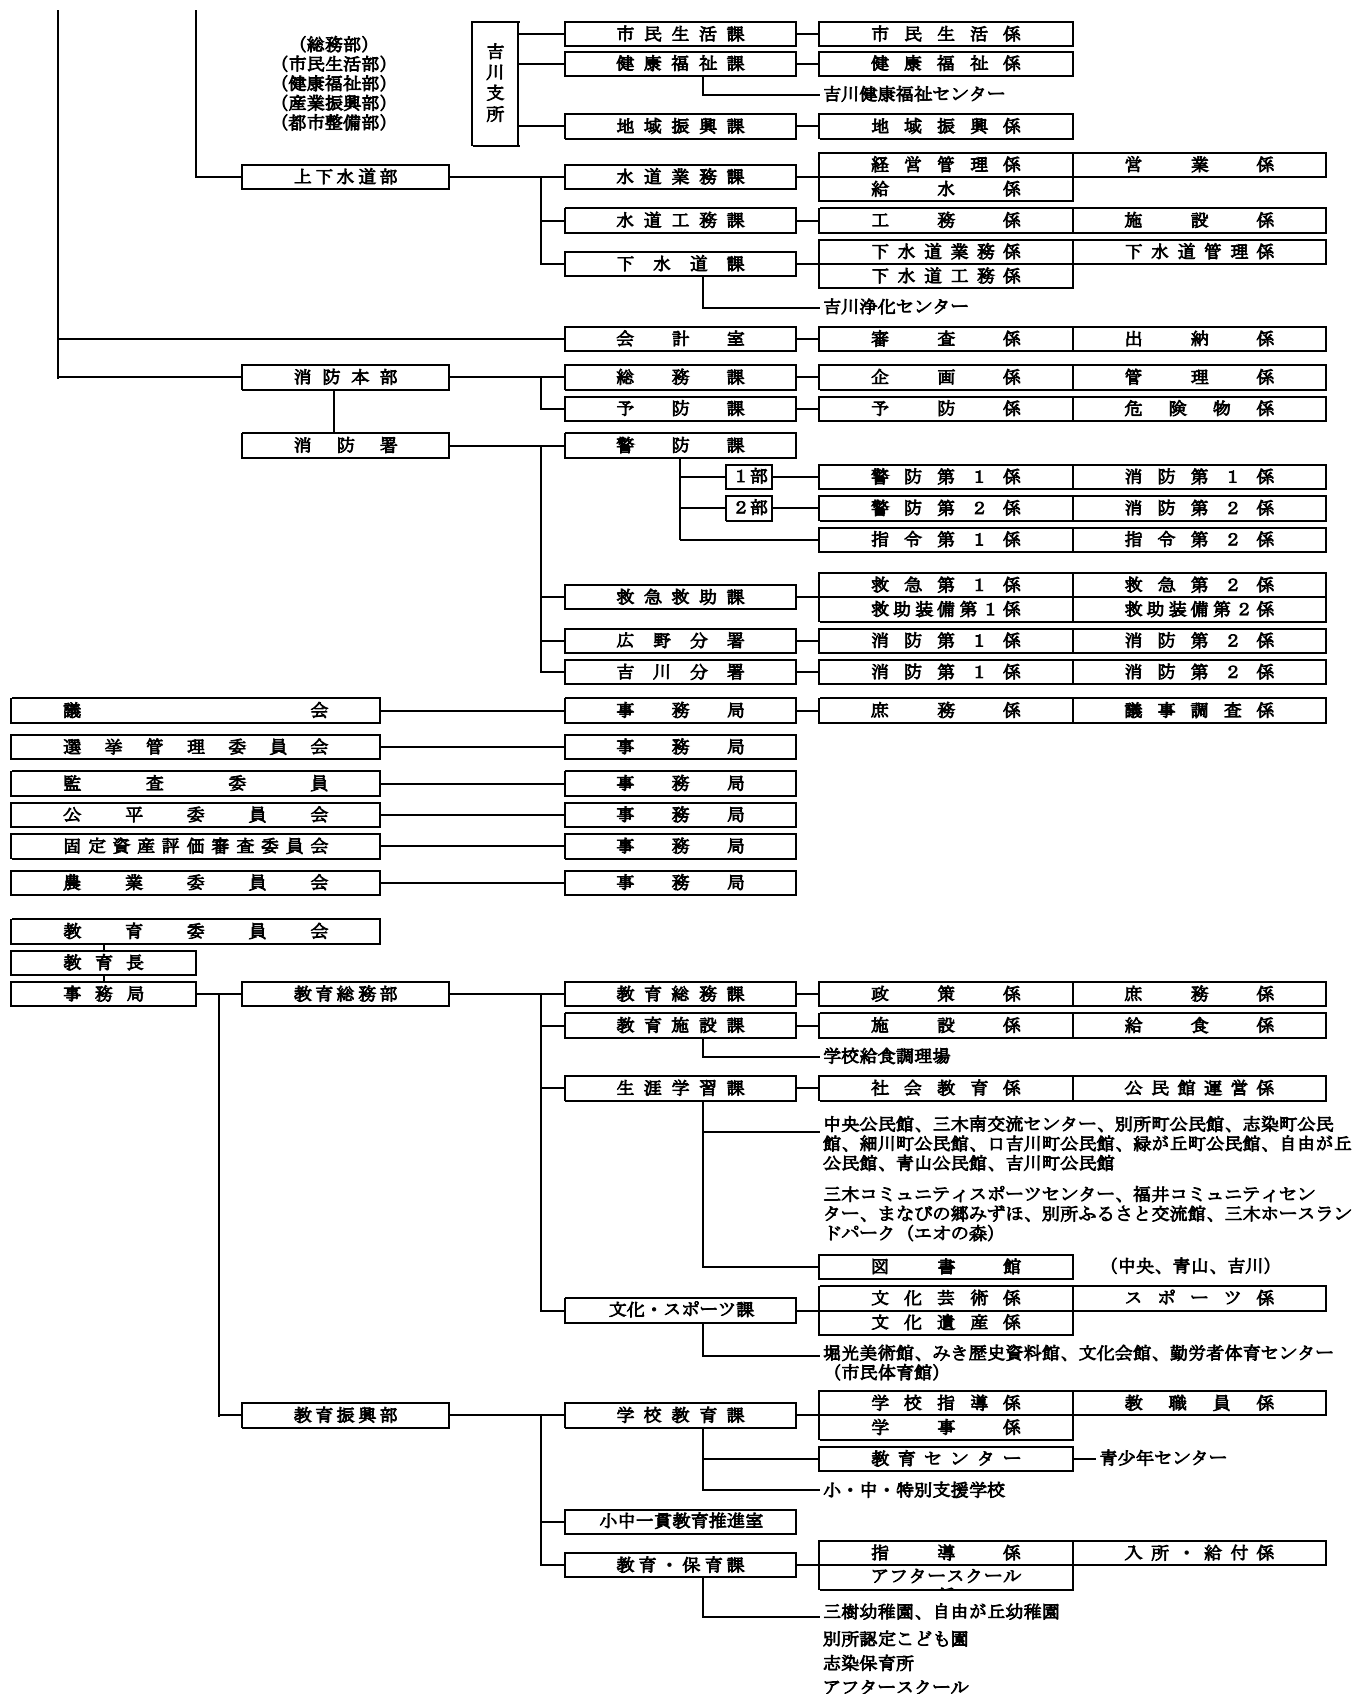 (総務部)
(市民生活部)
(健康福祉部)
(産業振興部)
(都市整備部)
吉川支所
市民生活課 市民生活係
健康福祉課 健康福祉係
吉川健康福祉センター
地域振興課 地域振興係
上下水道部 水道業務課 経営管理係 営業係
給水係
水道工務課 工務係 施設係
下水道課 下水道業務係 下水道管理係
下水道工務係
吉川浄化センター
会計室 審査係 出納係
消防本部 総務課 企画係 管理係
予防課 予防係 危険物係
消防署 警防課
1部 警防第1係 消防第1係
2部 警防第2係 消防第2係
指令第1係 指令第2係
救急救助課 救急第1係 救急第2係
救助装備第1係 救助装備第2係
広野分署 消防第1係 消防第2係
吉川分署 消防第1係 消防第2係
議会 事務局 庶務係 議事調査係
選挙管理委員会 事務局
監査委員 事務局
公平委員会 事務局
固定資産評価審査委員会 事務局
農業委員会 事務局
教育委員会
教育長
事務局 教育総務部 教育総務課 政策係 庶務係
教育施設課 施設係 給食係
学校給食調理場
生涯学習課 社会教育係 公民館運営係
中央公民館、三木南交流センター、別所町公民館、志染町公民
館、細川町公民館、口吉川町公民館、緑が丘町公民館、自由が丘
公民館、青山公民館、吉川町公民館
三木コミュニティスポーツセンター、福井コミュニティセン
ター、まなびの郷みずほ、別所ふるさと交流館、三木ホースラン
ドパーク（エオの森）
図書館 （中央、青山、吉川）
文化・スポーツ課 文化芸術係 スポーツ係
文化遺産係
堀光美術館、みき歴史資料館、文化会館、勤労者体育センター
（市民体育館）
教育振興部 学校教育課 学校指導係 教職員係
学事係
教育センター 青少年センター
小・中・特別支援学校
小中一貫教育推進室
教育・保育課 指導係 入所・給付係
アフタースクール
三樹幼稚園、自由が丘幼稚園
別所認定こども園
志染保育所
アフタースクール